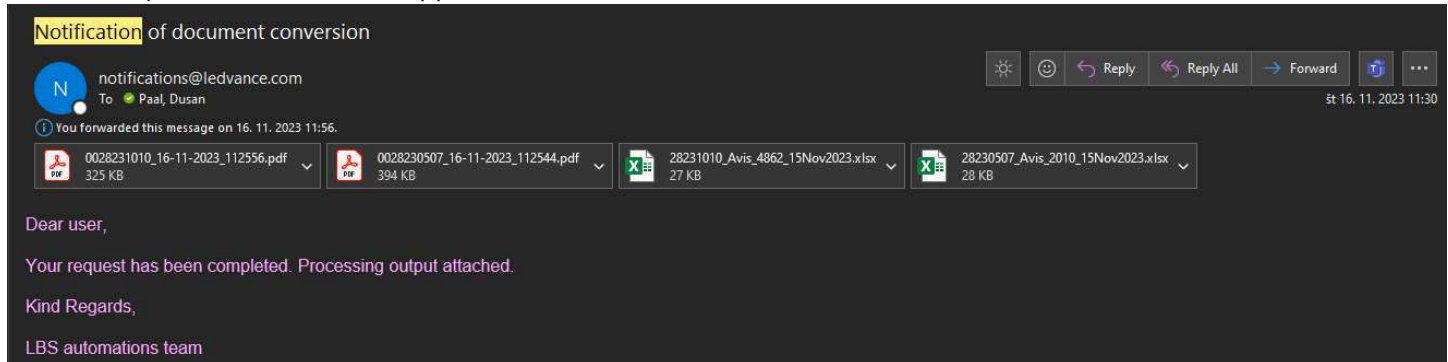 Notification of document conversion
N
notifications@ledvance.com
To Paal, Dusan
Reply
Reply All
Forward
št 16. 11. 2023 11:30
You forwarded this message on 16. 11. 2023 11:56.
0028231010_16-11-2023_112556.pdf
325 KB
0028230507_16-11-2023_112544.pdf
394 KB
28231010_Avis_4862_15Nov2023.xlsx
27 KB
28230507_Avis_2010_15Nov2023.xlsx
28 KB
Dear user,
Your request has been completed. Processing output attached.
Kind Regards,
LBS automations team